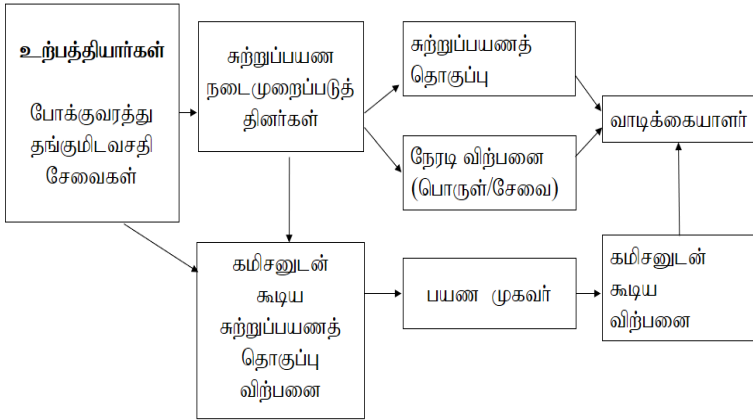 உற்பத்தியார்கள்
போக்குவரத்து
தங்குமிடவசதி
சேவைகள்
சுற்றுப்பயண
நடைமுறைப்படுத்
தினர்கள்
சுற்றுப்பயணத்
தொகுப்பு
நேரடி விற்பனை
(பொருள்/சேவை)
வாடிக்கையாளர்
கமிசனுடன்
கூடிய
சுற்றுப்பயணத்
தொகுப்பு
விற்பனை
பயண முகவர்
கமிசனுடன்
கூடிய
விற்பனை